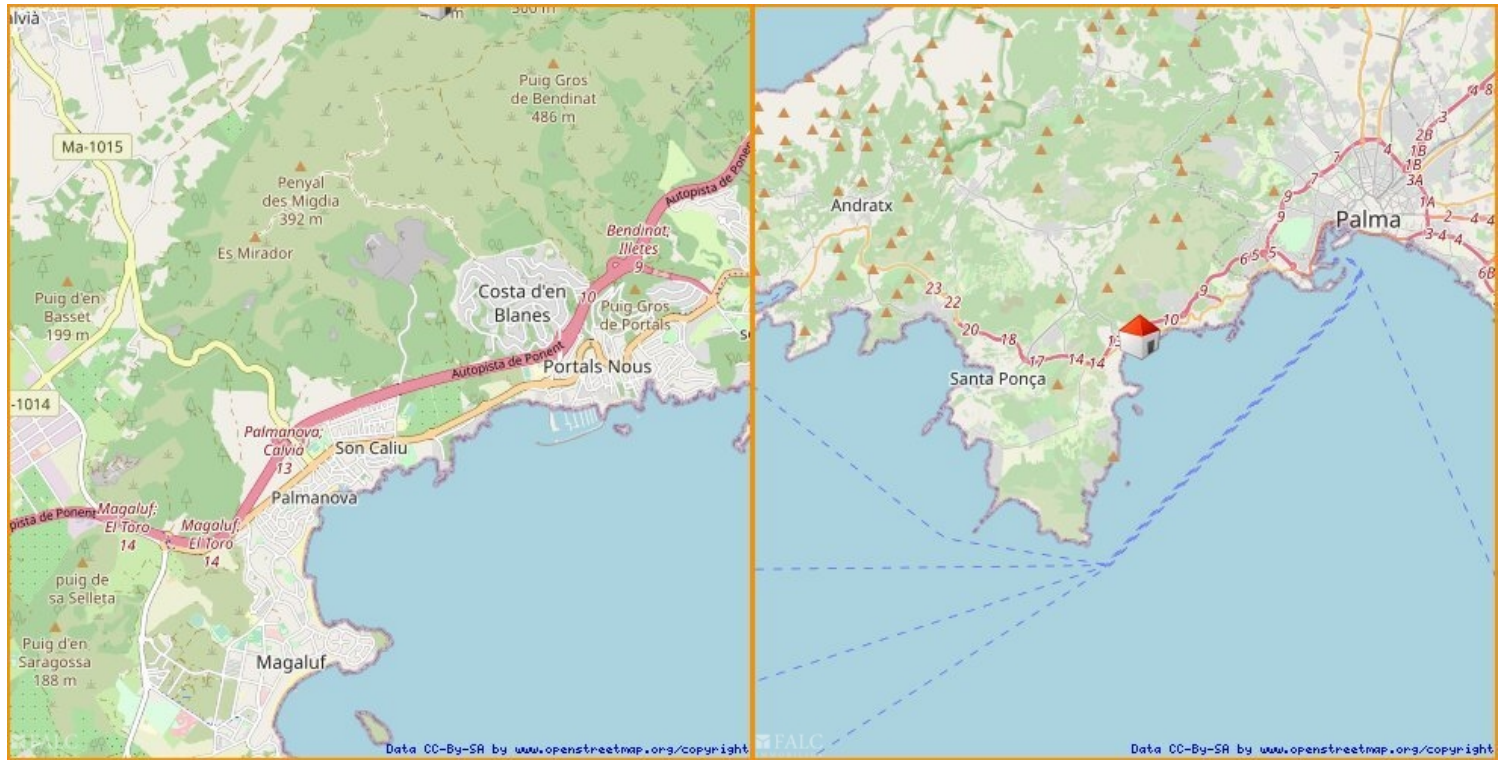 alvià
m
300 m
Puig Gros
de Bendinat
486 m
Ma-1015
Penyal
des Migdia
392 m
Autopista de Ponent
Es Mirador
Bendinat;
Illetes
9
Puig d'en
Basset
199 m
Costa d'en
Blanes
10
Puig Gros
de Portals
Autopista de Ponent
Portals Nous
-1014
Palmanova;
Calvià
13
Son Caliu
Palmanova
pista de Ponent
Magaluf;
El Toro
14
Magaluf;
El Toro
14
puig de
sa Selleta
Puig d'en
Saragossa
188 m
Magaluf
FALC
Data CC-By-SA by www.openstreetmap.org/copyright
4 8
3
2B
1B
1B
3A
4
7
7
9
9
1A
2
4 4
3 4 4
Andratx
Palma
6 5 5
6B
23
22
9
10
20
18
13
17
14
14
Santa Ponça
FALC
Data CC-By-SA by www.openstreetmap.org/copyright